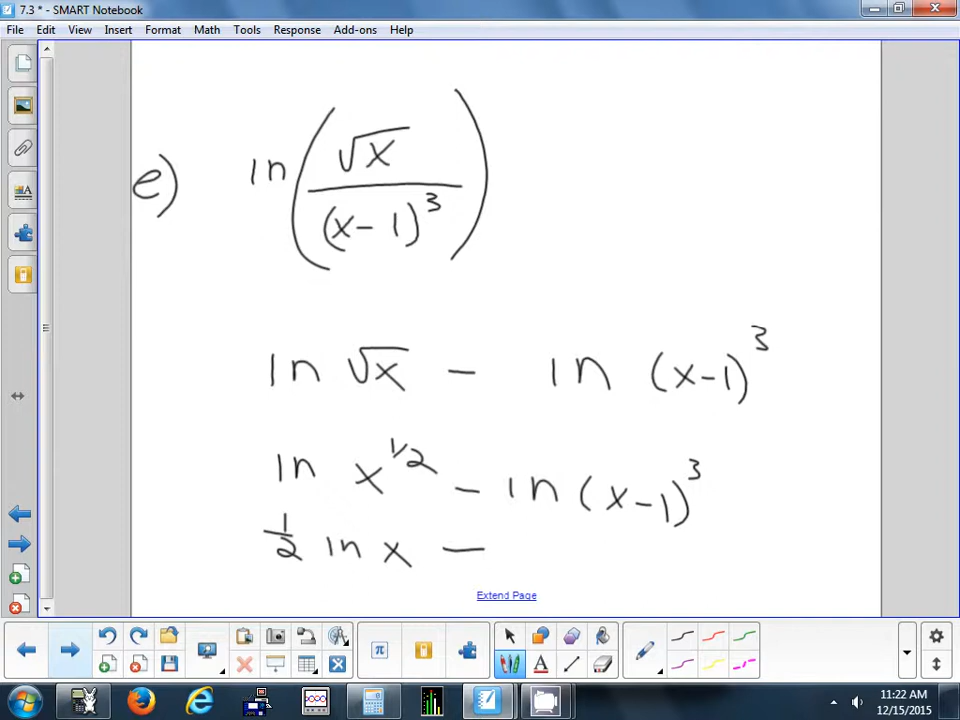 7.3 * - SMART Notebook
File Edit View Insert Format Math Tools Response Add-ons Help
e) ln(√x / (x-1)³)
ln √x - ln (x-1)³
ln x^1/2 - ln (x-1)³
1/2 ln x -
Extend Page
11:22 AM
12/15/2015